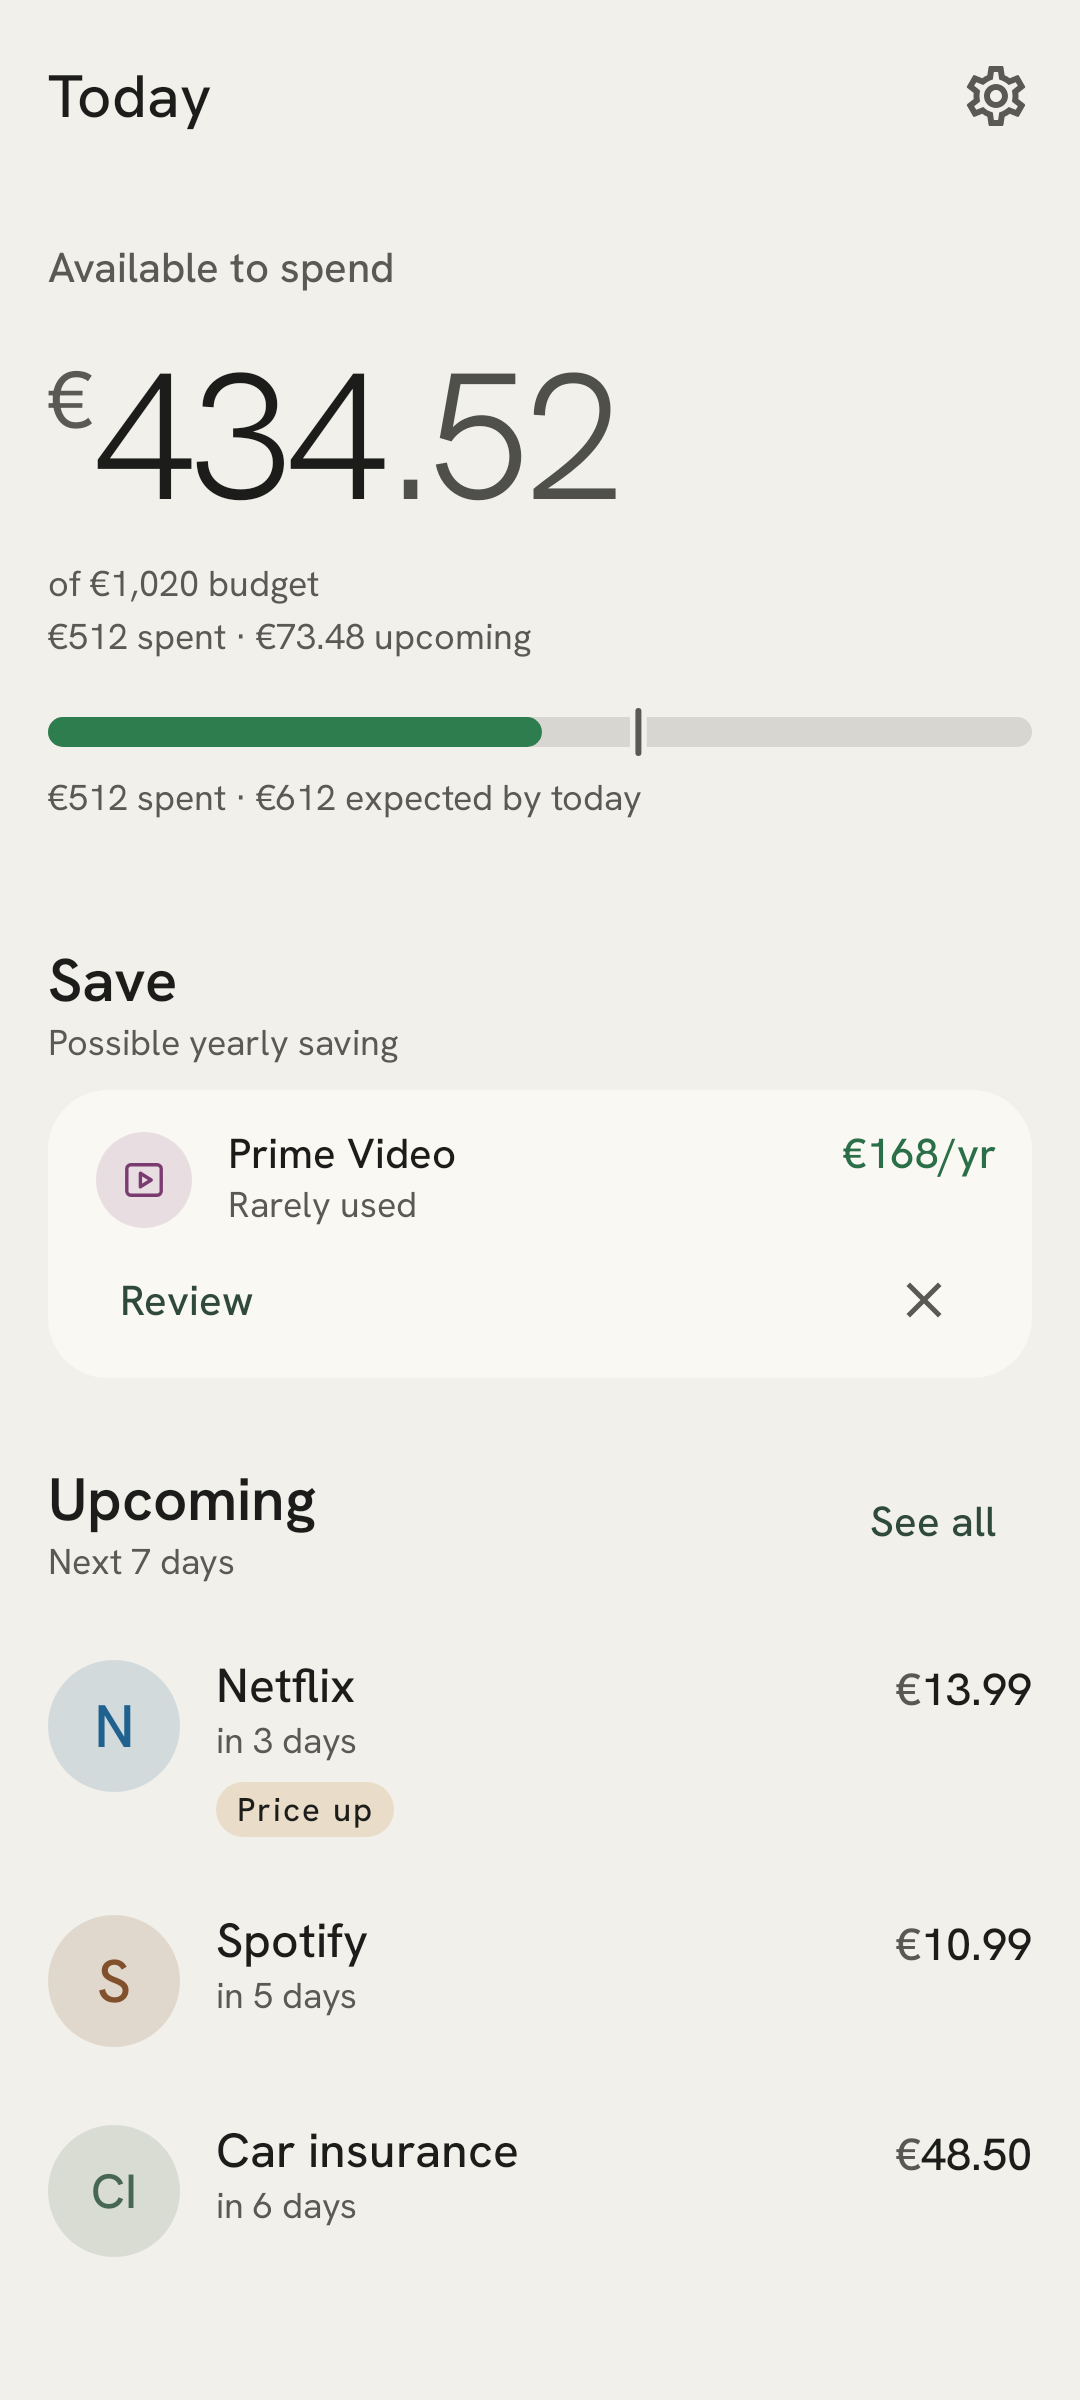 Today
Available to spend
€434.52
of €1,020 budget
€512 spent · €73.48 upcoming
€512 spent · €612 expected by today
Save
Possible yearly saving
Prime Video
€168/yr
Rarely used
Review
Upcoming
See all
Next 7 days
N
Netflix
€13.99
in 3 days
Price up
S
Spotify
€10.99
in 5 days
CI
Car insurance
€48.50
in 6 days